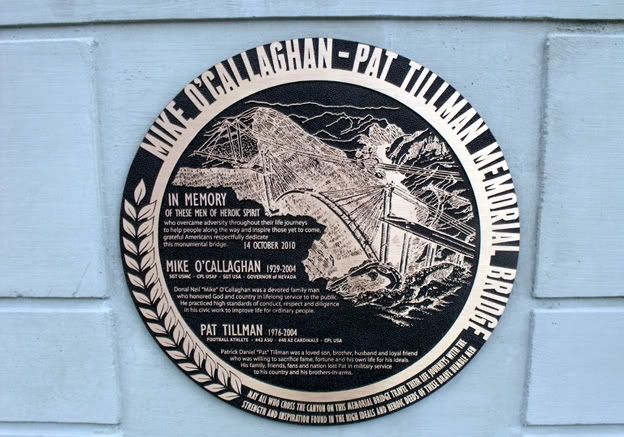 MIKE O'CALLAGHAN – PAT TILLMAN MEMORIAL BRIDGE
IN MEMORY
OF THESE MEN OF HEROIC SPIRIT
who overcame adversity throughout their life journeys
to help people along the way and inspire those yet to come,
grateful Americans respectfully dedicate
this monumental bridge. 14 OCTOBER 2010
MIKE O'CALLAGHAN 1929-2004
SGT USMC - CPL USAF - SGT USA - GOVERNOR of NEVADA
Donal Neil "Mike" O'Callaghan was a devoted family man
who honored God and country in lifelong service to the public.
He practiced high standards of conduct, respect and diligence
in his civic work to improve life for ordinary people.
PAT TILLMAN 1976-2004
FOOTBALL ATHLETE - #42 ASU - #40 AZ CARDINALS - CPL USA
Patrick Daniel "Pat" Tillman was a loved son, brother, husband and loyal friend
who was willing to sacrifice fame, fortune and his own life for his ideals.
His family, friends, fans and nation lost Pat in military service
to his country and his brothers-in-arms.
MAY ALL WHO CROSS THE CANYON ON THIS MEMORIAL BRIDGE TRAVEL THEIR LIFE JOURNEYS WITH THE
STRENGTH AND INSPIRATION FOUND IN THE HIGH IDEALS AND HEROIC DEEDS OF THESE BRAVE HUMBLE MEN